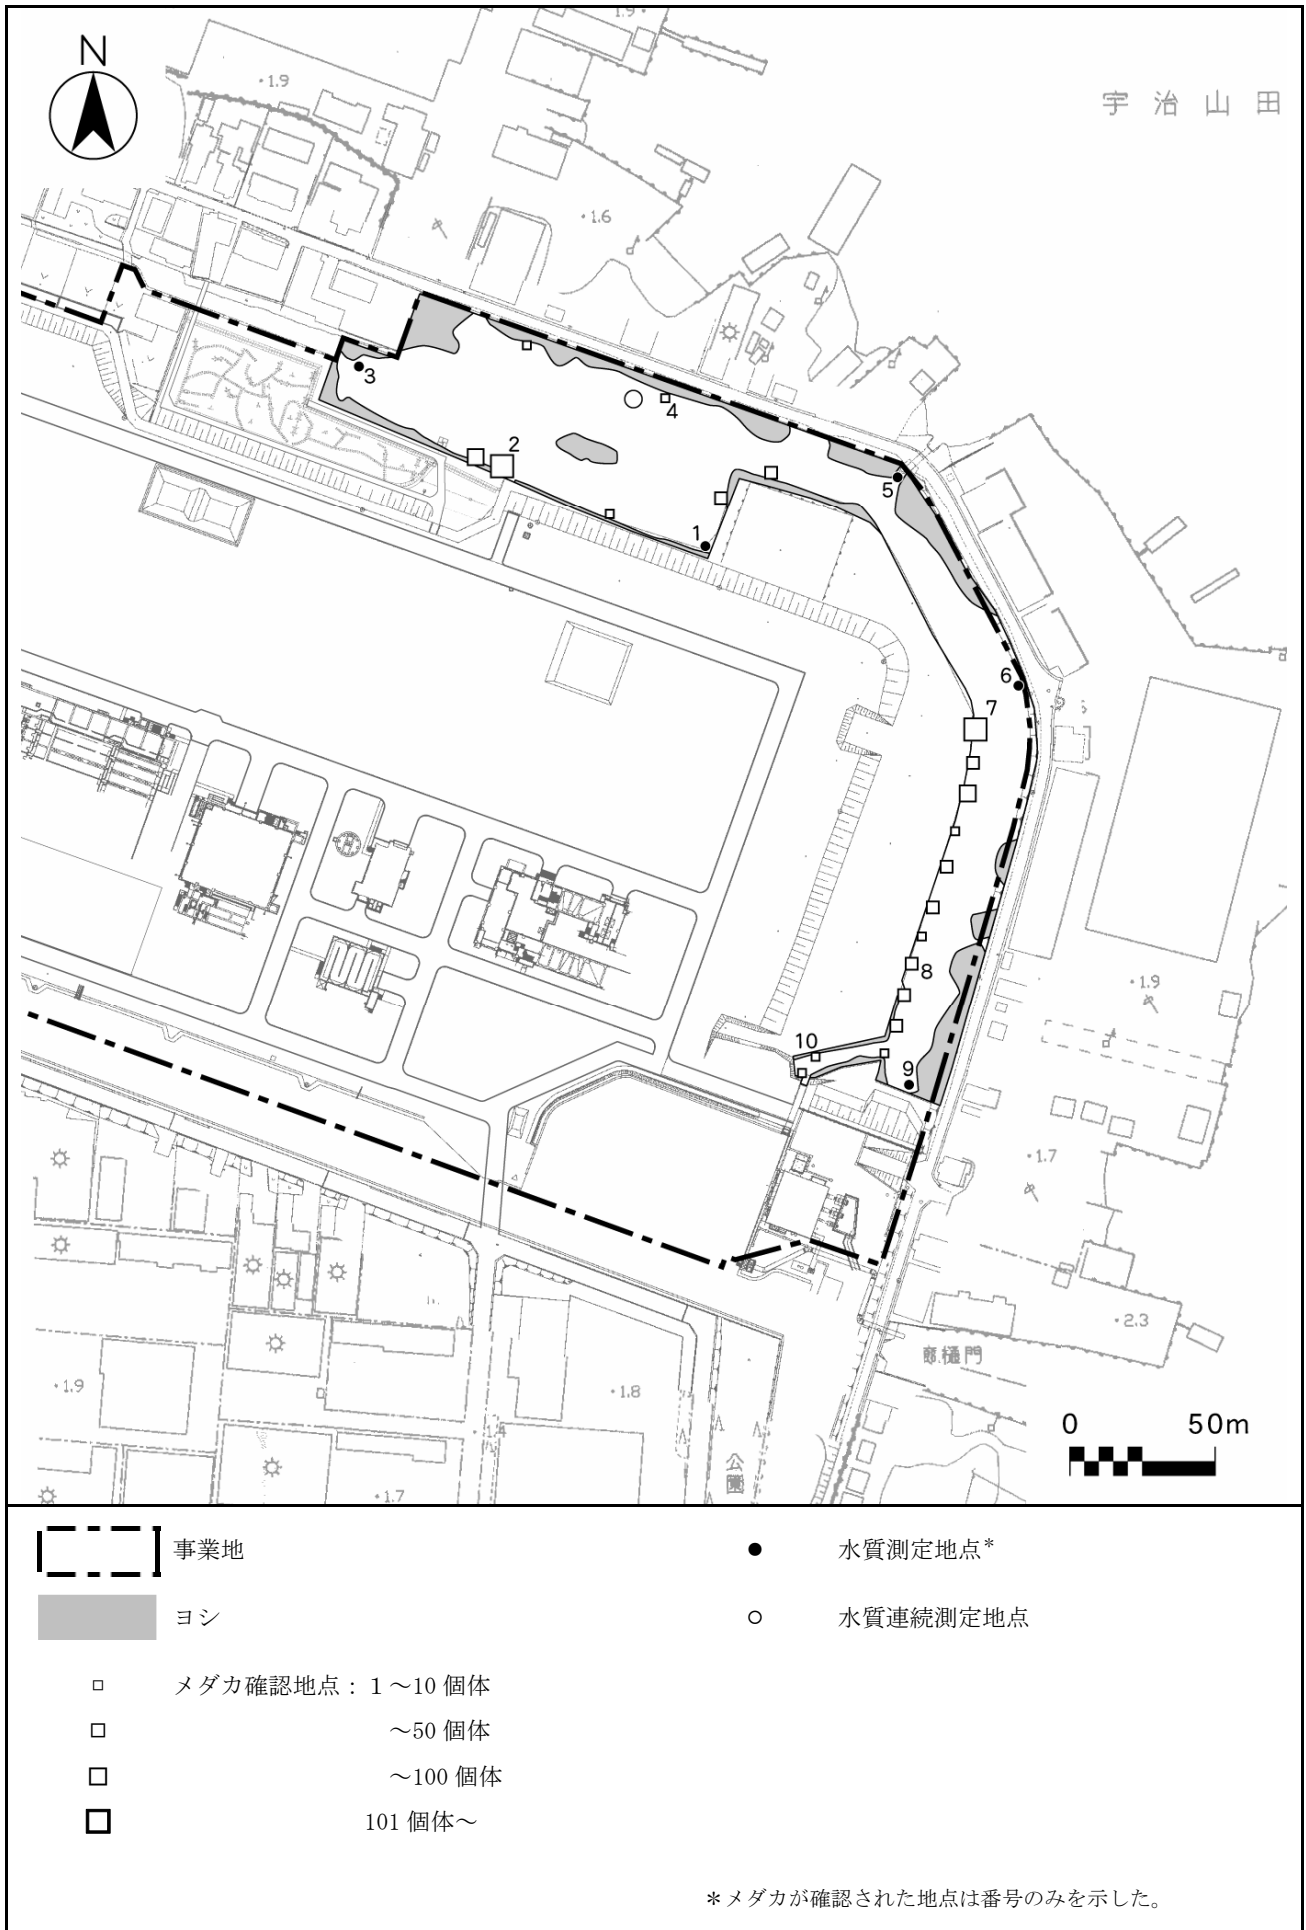 N
宇治山田
・1.9
・1.9
・1.6
3
4
2
5
1
6
7
8
10
9
・1.9
・1.7
・2.3
樋門
・1.9
・1.8
・1.7
公園
0 50m
事業地
● 水質測定地点*
ヨシ
○ 水質連続測定地点
メダカ確認地点：1～10 個体
～50 個体
～100 個体
101 個体～
＊メダカが確認された地点は番号のみを示した。